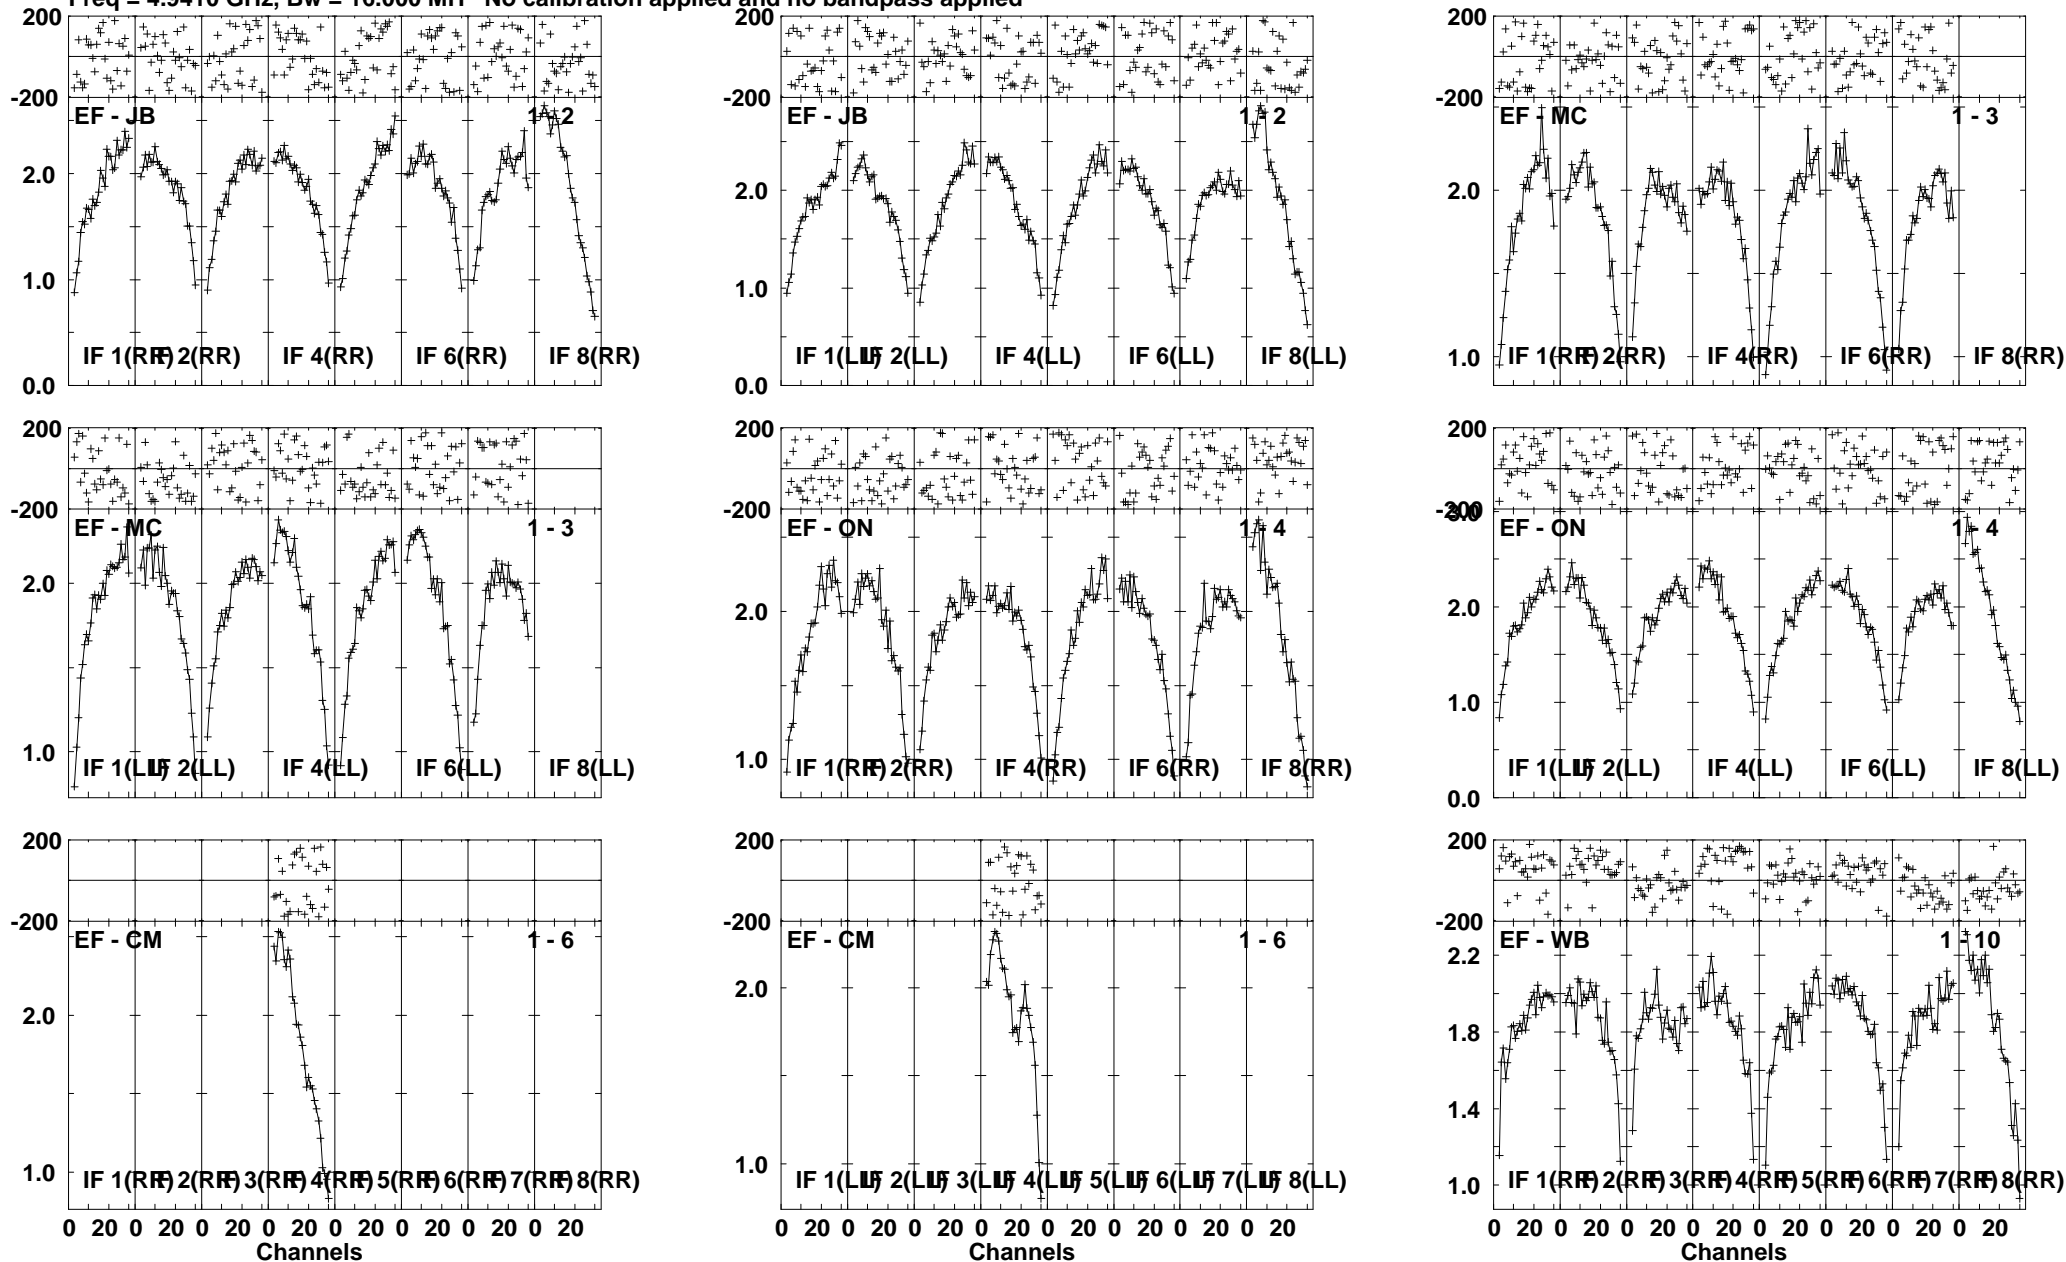 Freq = 4.9416 GHz, Bw = 16.000 MH No calibration applied and no bandpass applied
200 200 200
-200 -200 -200
EF - JB 1 - 2 EF - JB 1 - 2 EF - MC 1 - 3
2.0 2.0 2.0
1.0 1.0 1.0
IF 1(RR) IF 2(RR) IF 4(RR) IF 6(RR) IF 8(RR) IF 1(LL) IF 2(LL) IF 4(LL) IF 6(LL) IF 8(LL) IF 1(RR) IF 2(RR) IF 4(RR) IF 6(RR) IF 8(RR)
0.0 0.0
200 200 200
-200 -200 -200
3.0
EF - MC 1 - 3 EF - ON 1 - 4 EF - ON 1 - 4
2.0 2.0 2.0
1.0 1.0 1.0
IF 1(LL) IF 2(LL) IF 4(LL) IF 6(LL) IF 8(LL) IF 1(RR) IF 2(RR) IF 4(RR) IF 6(RR) IF 8(RR) IF 1(LL) IF 2(LL) IF 4(LL) IF 6(LL) IF 8(LL)
0.0
200 200 200
-200 -200 -200
EF - CM 1 - 6 EF - CM 1 - 6 EF - WB 1 - 10
2.2
2.0 2.0 1.8
1.4
1.0 1.0 1.0
IF 1(RR) IF 2(RR) IF 3(RR) IF 4(RR) IF 5(RR) IF 6(RR) IF 7(RR) IF 8(RR) IF 1(LL) IF 2(LL) IF 3(LL) IF 4(LL) IF 5(LL) IF 6(LL) IF 7(LL) IF 8(LL) IF 1(RR) IF 2(RR) IF 3(RR) IF 4(RR) IF 5(RR) IF 6(RR) IF 7(RR) IF 8(RR)
0 20 0 20 0 20 0 20 0 20 0 20 0 20 0 20 0 20 0 20 0 20 0 20 0 20 0 20 0 20 0 20 0 20 0 20 0 20 0 20 0 20 0 20 0 20 0 20
Channels Channels Channels